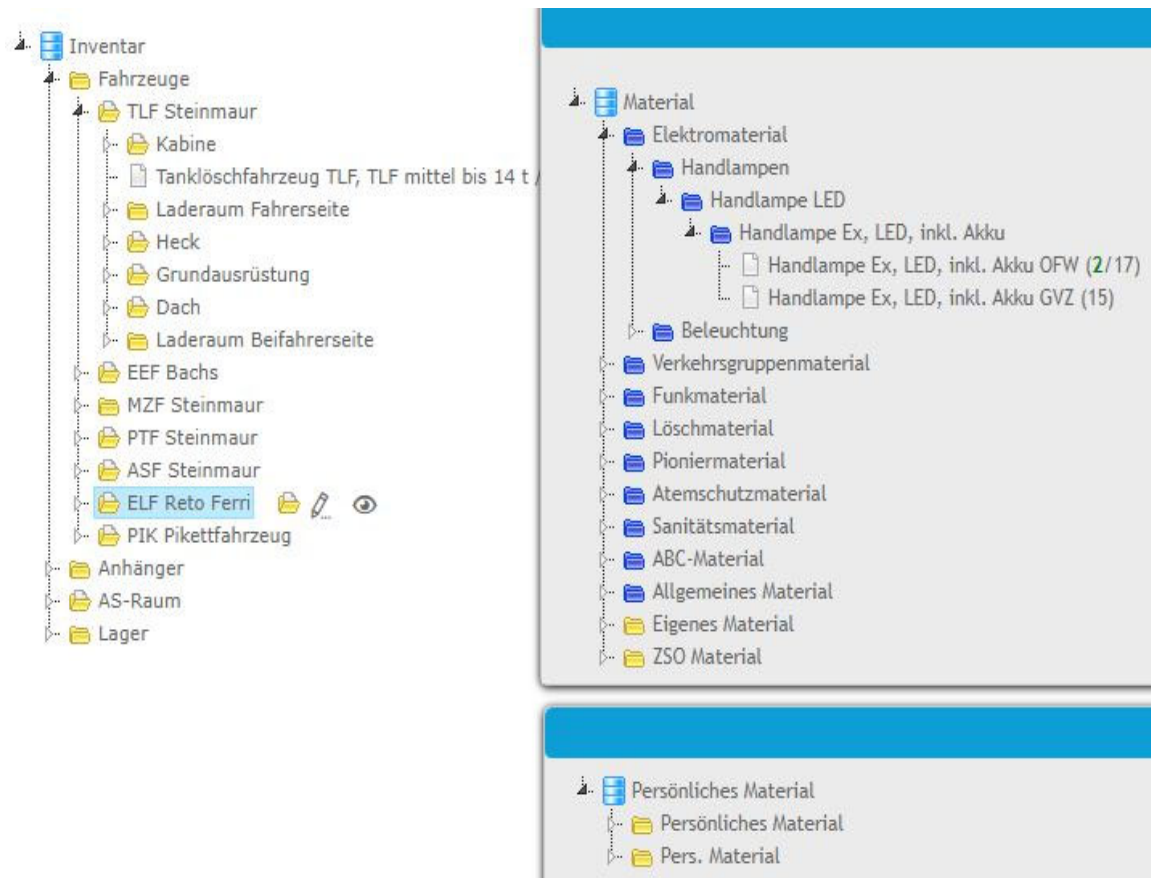 Inventar
Fahrzeuge
TLF Steinmaur
Kabine
Tanklöschfahrzeug TLF, TLF mittel bis 14 t /
Laderaum Fahrerseite
Heck
Grundausrüstung
Dach
Laderaum Beifahrerseite
EEF Bachs
MZF Steinmaur
PTF Steinmaur
ASF Steinmaur
ELF Reto Ferri
PIK Pikettfahrzeug
Anhänger
AS-Raum
Lager
Material
Elektromaterial
Handlampen
Handlampe LED
Handlampe Ex, LED, inkl. Akku
Handlampe Ex, LED, inkl. Akku OFW (2/17)
Handlampe Ex, LED, inkl. Akku GVZ (15)
Beleuchtung
Verkehrsgruppenmaterial
Funkmaterial
Löschmaterial
Pioniermaterial
Atemschutzmaterial
Sanitätsmaterial
ABC-Material
Allgemeines Material
Eigenes Material
ZSO Material
Persönliches Material
Persönliches Material
Pers. Material